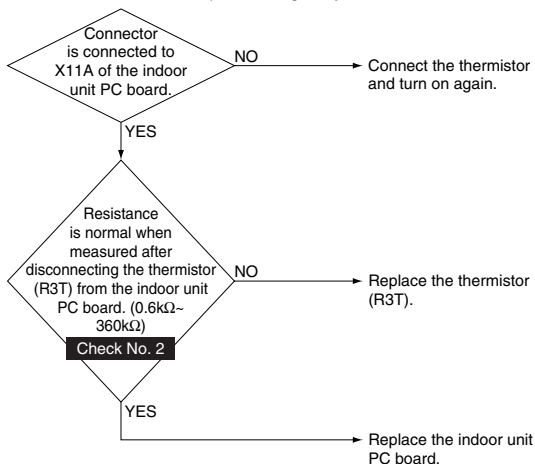 Connector
is connected to
X11A of the indoor
unit PC board.
NO
Connect the thermistor
and turn on again.
YES
Resistance
is normal when
measured after
disconnecting the thermistor
(R3T) from the indoor unit
PC board. (0.6kΩ~
360kΩ)
Check No. 2
NO
Replace the thermistor
(R3T).
YES
Replace the indoor unit
PC board.